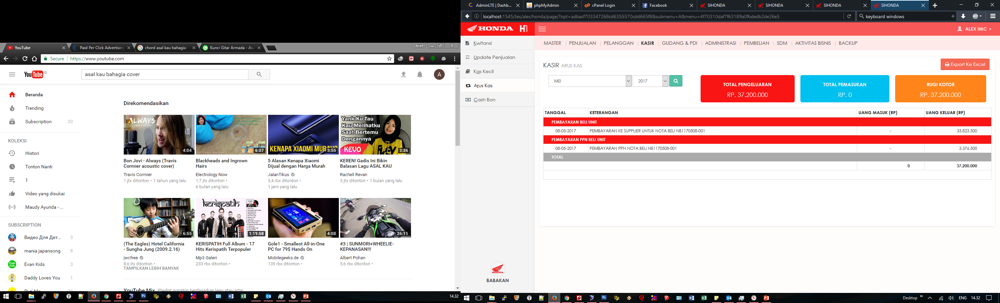 YouTube
Paid Per Click Advertising
chord asal kau bahagia -
Kunci Gitar Armada - Asa
Arief
Secure
https://www.youtube.com
YouTube ID
asal kau bahagia cover
A
Beranda
Trending
Subscription 30
KOLEKSI
Histori
Tonton Nanti
1
Video yang disukai
Maudy Ayunda - ...
SUBSCRIPTION
Видео Для Дет... 3
mania japansong 8
Evan Kids 3
Daddy Loves You 1
Direkomendasikan
ALWAYS
Travis Cormier
4:04
Bon Jovi - Always (Travis
Cormier acoustic cover)
Travis Cormier
1 jtx ditonton • 1 tahun yang lalu
6:07
Blackheads and Ingrown
Hairs
Electrology Now
1,7 jtx ditonton •
6 bulan yang lalu
KENAPA XIAOMI MURAH
3:55
5 Alasan Kenapa Xiaomi
Dijual dengan Harga Murah
JalanTikus
3,4 rbx ditonton •
1 jam yang lalu
Yank Ku Tau
Kau Melihatku
Saat Bertemu
Dengannya
KEVO
3:36
KEREN! Gadis Ini Bikin
Balasan Lagu ASAL KAU
Rachell Revan
3 jtx ditonton • 1 bulan yang lalu
6:55
(The Eagles) Hotel California
- Sungha Jung (2009.2.16)
jwcfree
8,6 jtx ditonton •
kerispatih
1:19:58
KERISPATIH Full Album - 17
Hits Kerispatih Terpopuler
Mp3 Galeri
233 rbx ditonton •
4:08
Gole1 - Smallest All-in-One
PC for 79$ Hands On
Mobilegeeks.de
139 rbx ditonton •
26:11
#3 | SUNMORI+WHEELIE-
KEPANASAN!!!
Albert Pohan
5,6 rbx ditonton •
TAMPILKAN LEBIH BANYAK
YouTube Mix Playlist nonstop berdasarkan lagu atau artis
14.32
AdminLTE | Dashb...
phpMyAdmin
cPanel Login
Facebook
SIHONDA
SIHONDA
SIHONDA
SIHONDA
localhost:1545/tes/alex/honda/page/?opt=adbacf703347268cd6355570cdd665f8&submenu=A&menu=4f70310daf7f63189a0fbdedb2de26e5
keyboard windows
ABP
HONDA H1
ALEX IMC
Kwitansi
Update Penjualan
Kas Kecil
Arus Kas
Cash Bon
HONDA
BABAKAN
MASTER | PENJUALAN | PELANGGAN | KASIR | GUDANG & PDI | ADMINISTRASI | PEMBELIAN | SDM | AKTIVITAS BISNIS | BACKUP
KASIR ARUS KAS
Export Ke Excel
MEI
2017
TOTAL PENGELUARAN
RP. 37.200.000
TOTAL PEMASUKAN
RP. 0
RUGI KOTOR
RP. 37.200.000
TANGGAL KETERANGAN UANG MASUK (RP) UANG KELUAR (RP)
PEMBAYARAN BELI UNIT
08-05-2017 PEMBAYARAN KE SUPPLIER UNTUK NOTA BELI NB1170508-001 - 33.823.500
PEMBAYARAN PPN BELI UNIT
08-05-2017 PEMBAYARAN PPN NOTA BELI NB1170508-001 - 3.376.500
TOTAL
0 37.200.000
Desktop
ENG
14.32